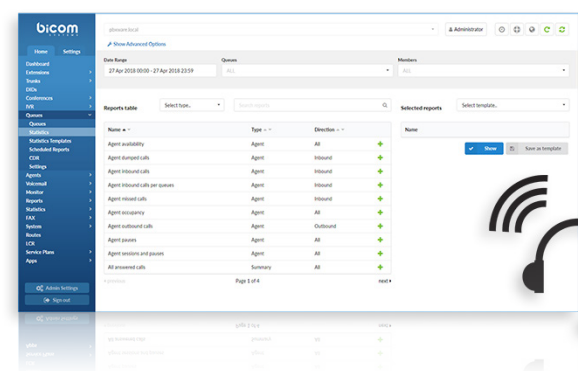 bicom
SYSTEMS
Administrator
Home Settings
Show Advanced Options
Dashboard
Extensions
Trunks
DIDs
Conferences
IVR
Queues
Queues
Statistics
Statistics Templates
Scheduled Reports
CDR
Settings
Agents
Voicemail
Monitor
Reports
Statistics
FAX
System
Routes
LCR
Service Plans
Apps
Admin Settings
Sign out
Date Range Queues Members
27 Apr 2018 00:00 - 27 Apr 2018 23:59 ALL ALL
Reports table Select type.. Search reports Selected reports Select template..
Name Type Direction Name
Agent availability Agent All
Agent dumped calls Agent Inbound
Agent inbound calls Agent Inbound
Agent inbound calls per queues Agent Inbound
Agent missed calls Agent Inbound
Agent occupancy Agent All
Agent outbound calls Agent Outbound
Agent pauses Agent All
Agent sessions and pauses Agent All
All answered calls Summary All
Show Save as template
previous Page 1 of 4 next